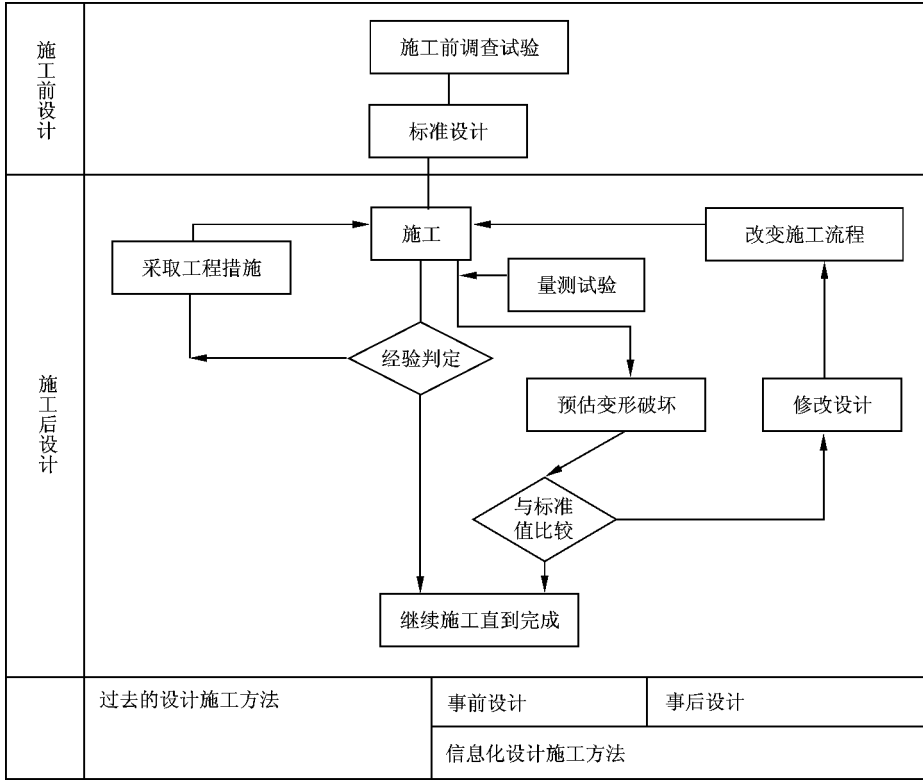 施工前设计
施工前调查试验
标准设计
施工后设计
施工
改变施工流程
采取工程措施
量测试验
经验判定
预估变形破坏
修改设计
与标准
值比较
继续施工直到完成
过去的设计施工方法
事前设计
事后设计
信息化设计施工方法